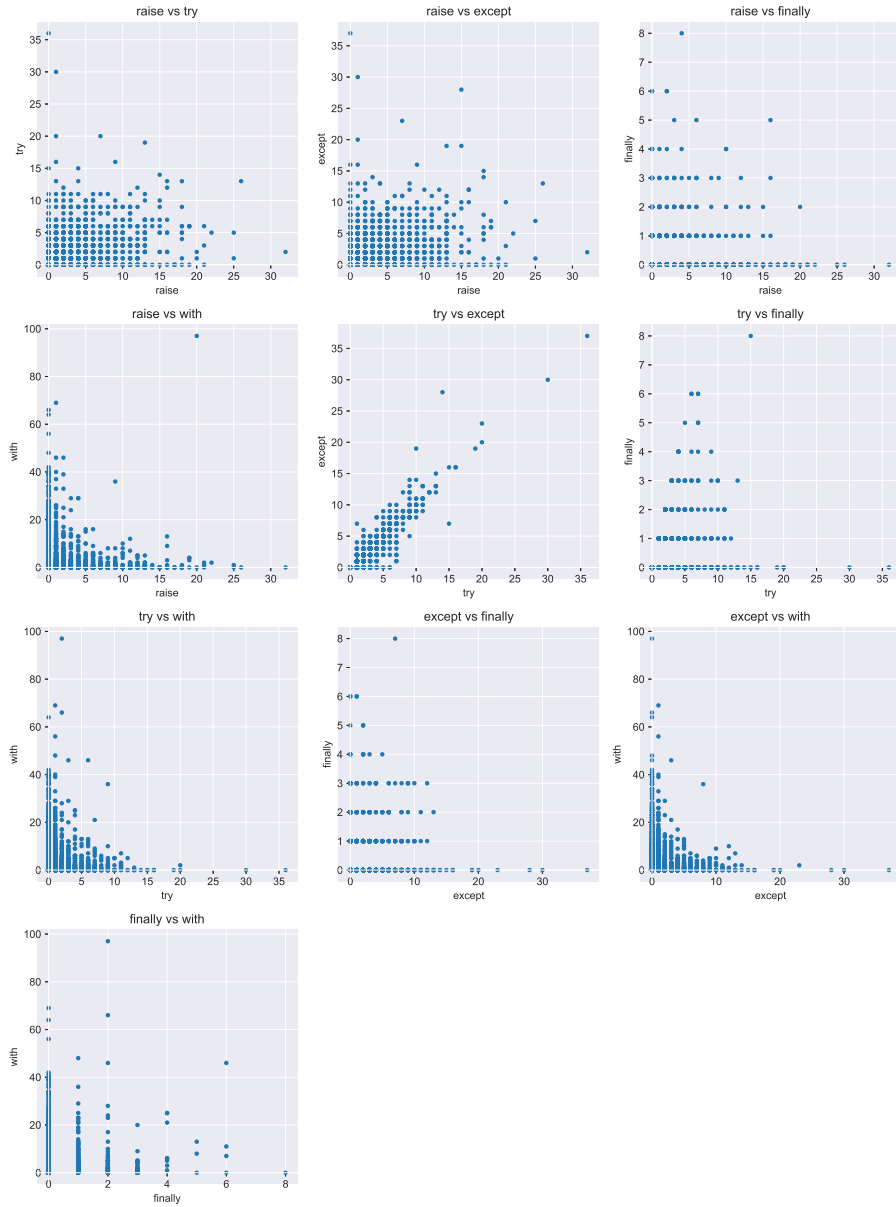 raise vs try
raise vs except
raise vs finally
35
30
25
20
15
10
5
0
try
0 5 10 15 20 25 30
raise
35
30
25
20
15
10
5
0
except
0 5 10 15 20 25 30
raise
8
7
6
5
4
3
2
1
0
finally
0 5 10 15 20 25 30
raise
raise vs with
try vs except
try vs finally
100
80
60
40
20
0
with
0 5 10 15 20 25 30
raise
35
30
25
20
15
10
5
0
except
0 5 10 15 20 25 30 35
try
8
7
6
5
4
3
2
1
0
finally
0 5 10 15 20 25 30 35
try
try vs with
except vs finally
except vs with
100
80
60
40
20
0
with
0 5 10 15 20 25 30 35
try
8
7
6
5
4
3
2
1
0
finally
0 10 20 30
except
100
80
60
40
20
0
with
0 10 20 30
except
finally vs with
100
80
60
40
20
0
with
0 2 4 6 8
finally